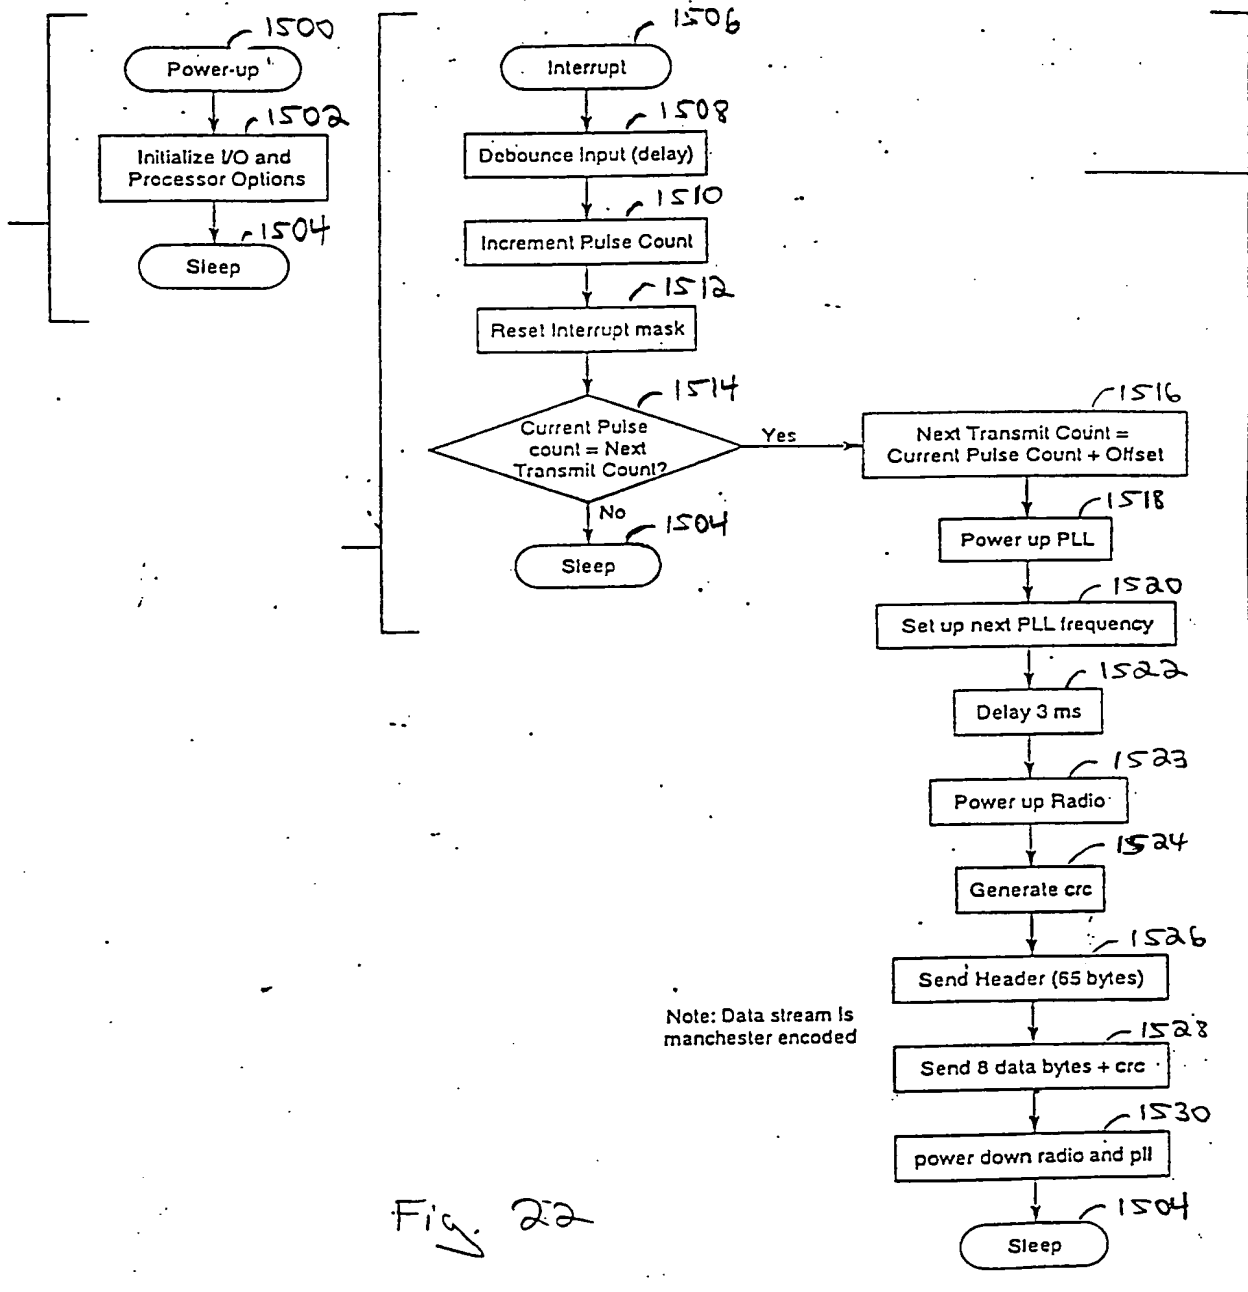 1500
Power-up
1502
Initialize I/O and
Processor Options
1504
Sleep
1506
Interrupt
1508
Debounce Input (delay)
1510
Increment Pulse Count
1512
Reset Interrupt mask
1514
Current Pulse
count = Next
Transmit Count?
Yes
No
1504
Sleep
1516
Next Transmit Count =
Current Pulse Count + Offset
1518
Power up PLL
1520
Set up next PLL frequency
1522
Delay 3 ms
1523
Power up Radio
1524
Generate crc
1526
Send Header (65 bytes)
Note: Data stream is
manchester encoded
1528
Send 8 data bytes + crc
1530
power down radio and pll
1504
Sleep
Fig. 22